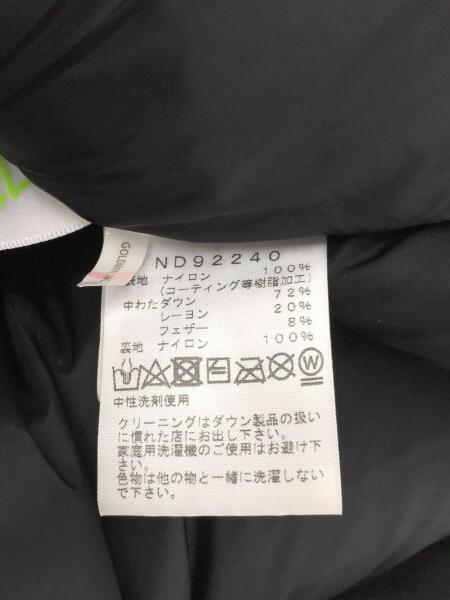 GOLDWIN
ND92240
表地 ナイロン 100%
(コーティング等樹脂加工)
中わたダウン 72%
レーヨン 20%
フェザー 8%
裏地 ナイロン 100%
W
中性洗剤使用
クリーニングはダウン製品の扱い
に慣れた店にお出し下さい。
家庭用洗濯機のご使用はお避け下
さい。
色物は他の物と一緒に洗濯しない
で下さい。